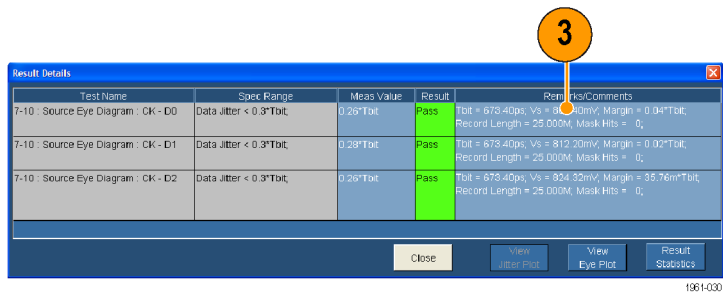 3
Result Details
Test Name Spec Range Meas Value Result Remarks/Comments
7-10 : Source Eye Diagram : CK - D0 Data Jitter < 0.3*Tbit; 0.26*Tbit Pass Tbit = 673.40ps; Vs = Margin = 0.04*Tbit;
Record Length = 25.000M; Mask Hits = 0;
7-10 : Source Eye Diagram : CK - D1 Data Jitter < 0.3*Tbit; 0.28*Tbit Pass Tbit = 673.40ps; Vs = 812.20mV; Margin = 0.02*Tbit;
Record Length = 25.000M; Mask Hits = 0;
7-10 : Source Eye Diagram : CK - D2 Data Jitter < 0.3*Tbit; 0.26*Tbit Pass Tbit = 673.40ps; Vs = 824.32mV; Margin = 35.76m*Tbit;
Record Length = 25.000M; Mask Hits = 0;
Close View Jitter Plot View Eye Plot Result Statistics
1961-030